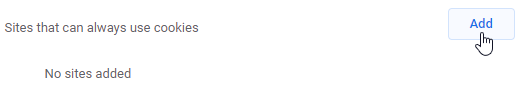 Sites that can always use cookies
Add
No sites added